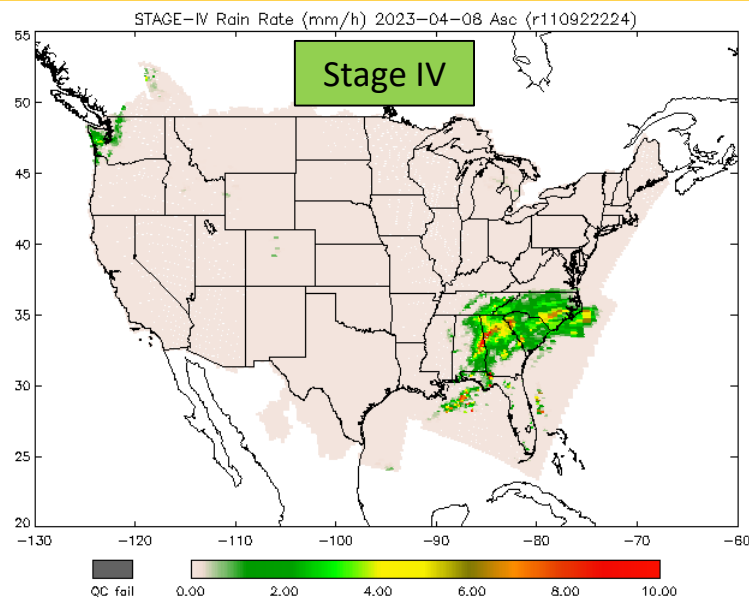 STAGE-IV Rain Rate (mm/h) 2023-04-08 Asc (r110922224)
Stage IV
55
50
45
40
35
30
25
20
-130 -120 -110 -100 -90 -80 -70 -60
QC fail 0.00 2.00 4.00 6.00 8.00 10.00